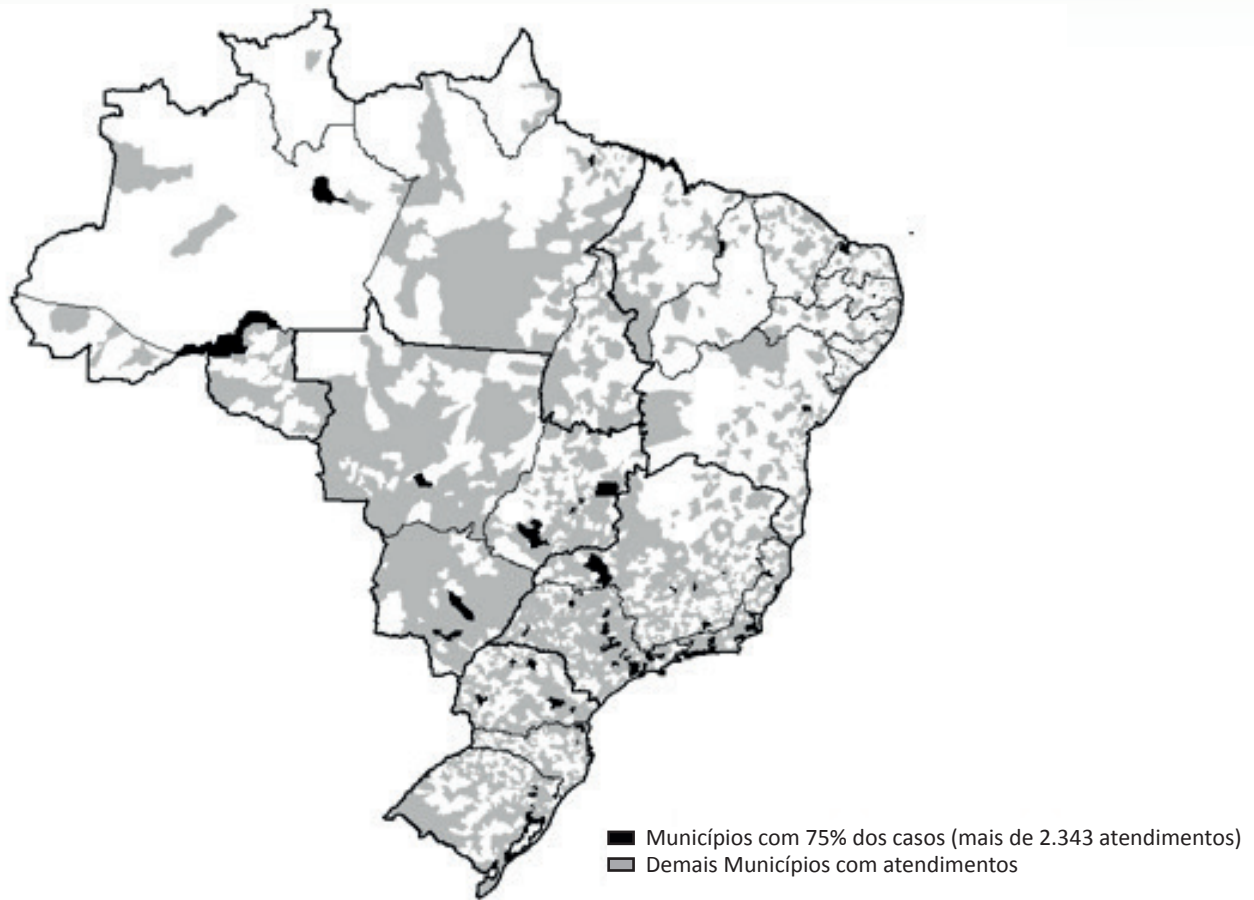 Municípios com 75% dos casos (mais de 2.343 atendimentos)
Demais Municípios com atendimentos